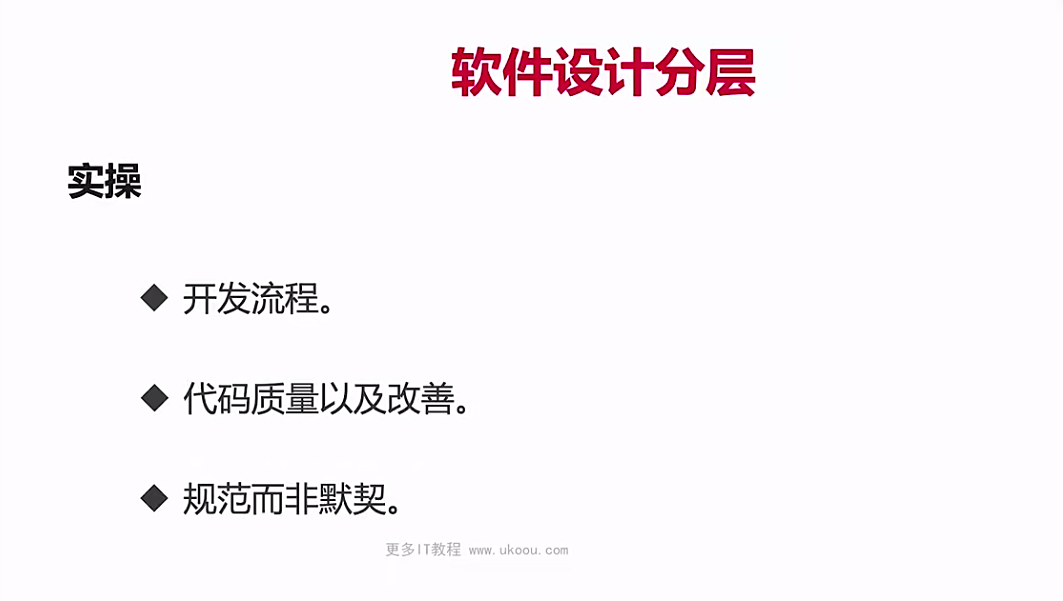 软件设计分层
实操
◆ 开发流程。
◆ 代码质量以及改善。
◆ 规范而非默契。
更多IT教程 www.ukoou.com